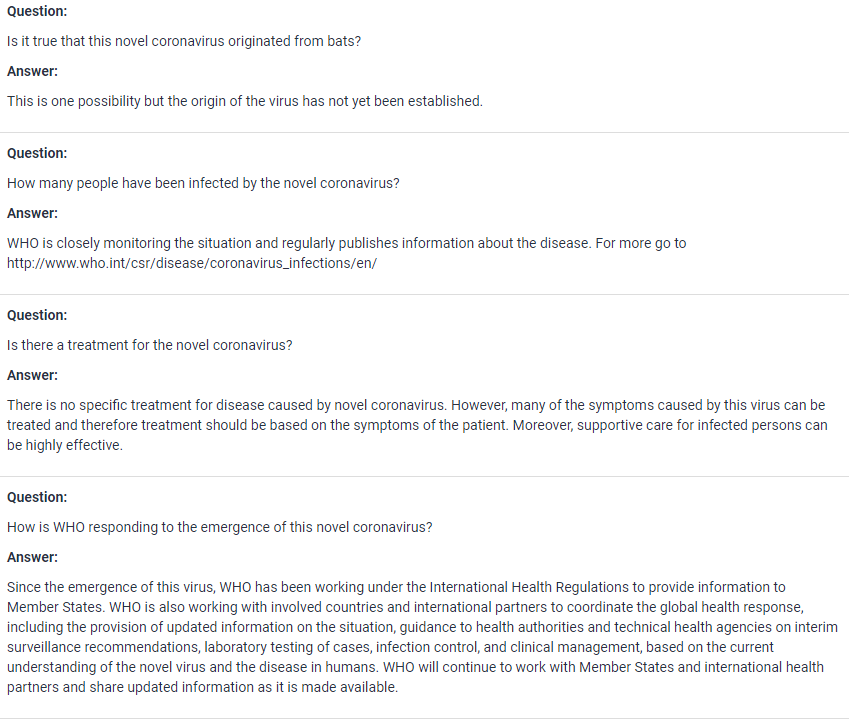 Question:
Is it true that this novel coronavirus originated from bats?
Answer:
This is one possibility but the origin of the virus has not yet been established.
Question:
How many people have been infected by the novel coronavirus?
Answer:
WHO is closely monitoring the situation and regularly publishes information about the disease. For more go to
http://www.who.int/csr/disease/coronavirus_infections/en/
Question:
Is there a treatment for the novel coronavirus?
Answer:
There is no specific treatment for disease caused by novel coronavirus. However, many of the symptoms caused by this virus can be
treated and therefore treatment should be based on the symptoms of the patient. Moreover, supportive care for infected persons can
be highly effective.
Question:
How is WHO responding to the emergence of this novel coronavirus?
Answer:
Since the emergence of this virus, WHO has been working under the International Health Regulations to provide information to
Member States. WHO is also working with involved countries and international partners to coordinate the global health response,
including the provision of updated information on the situation, guidance to health authorities and technical health agencies on interim
surveillance recommendations, laboratory testing of cases, infection control, and clinical management, based on the current
understanding of the novel virus and the disease in humans. WHO will continue to work with Member States and international health
partners and share updated information as it is made available.